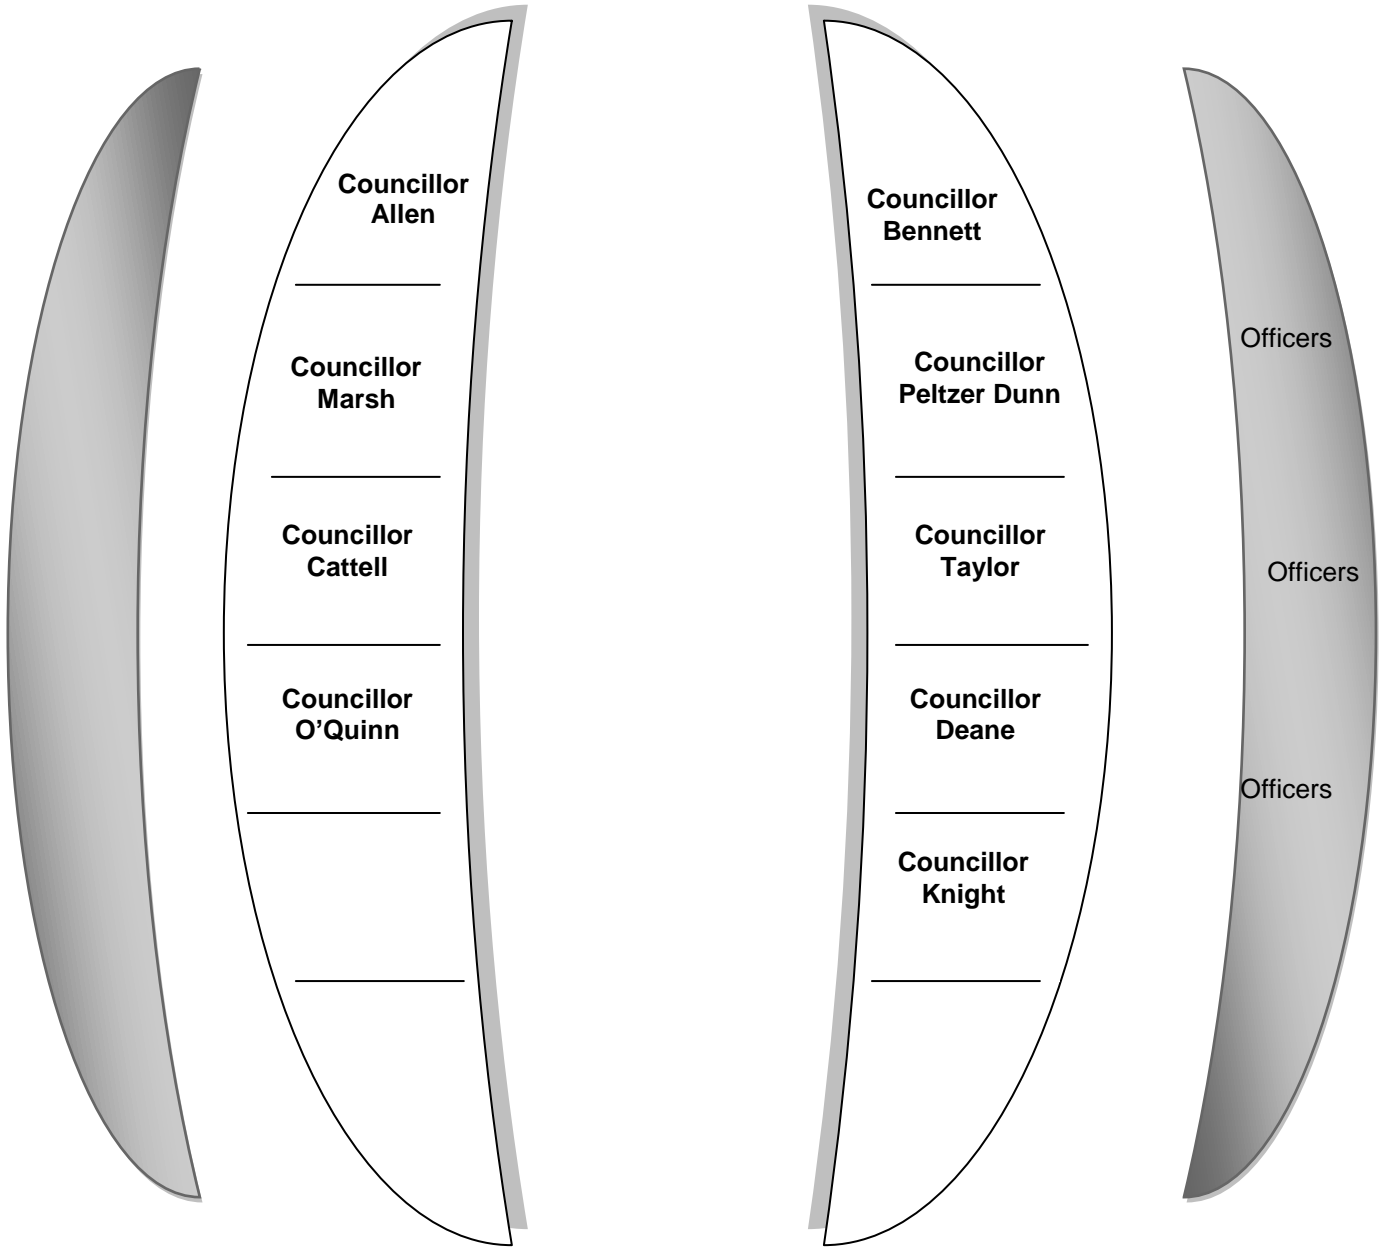 Councillor
Allen
Councillor
Marsh
Councillor
Cattell
Councillor
O’Quinn
Councillor
Bennett
Councillor
Peltzer Dunn
Councillor
Taylor
Councillor
Deane
Councillor
Knight
Officers
Officers
Officers